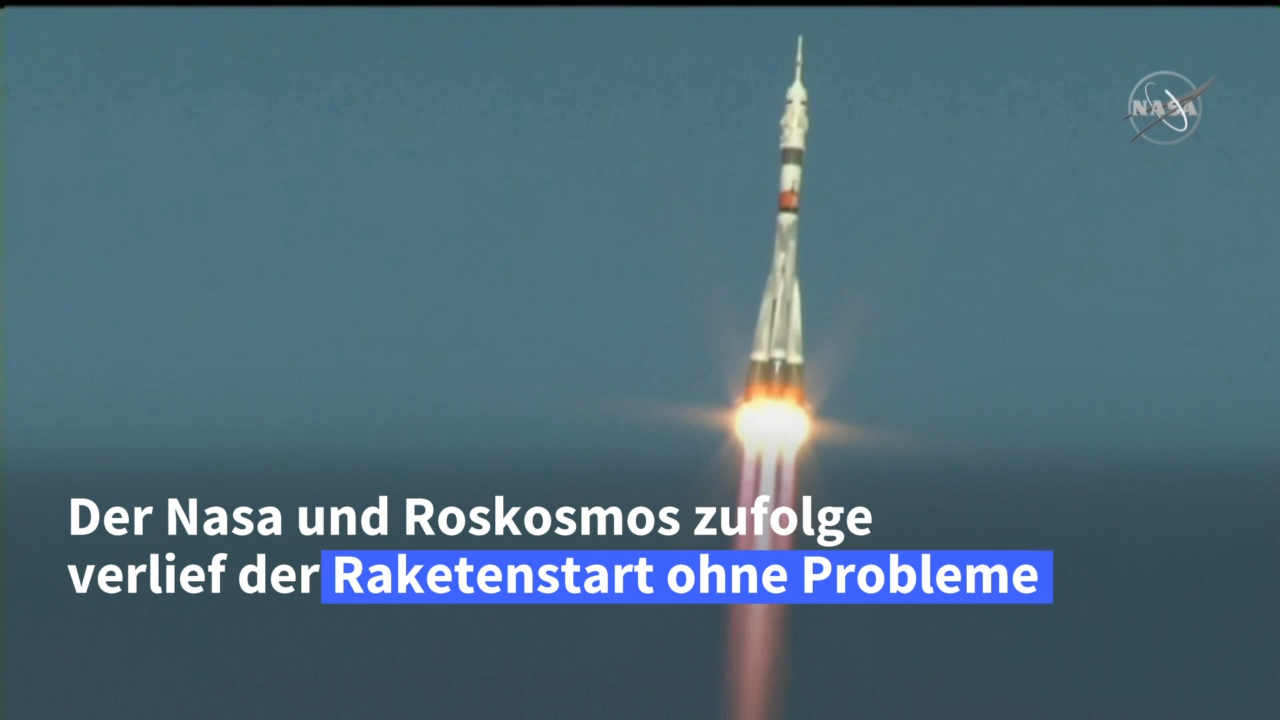 NASA
Der Nasa und Roskosmos zufolge
verlief der Raketenstart ohne Probleme